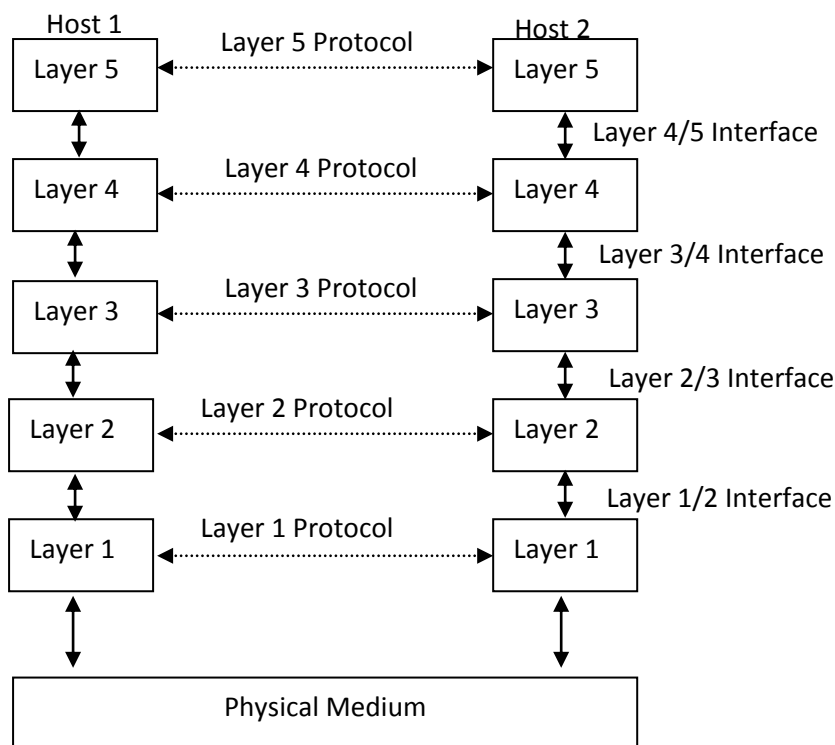 Host 1
Host 2
Layer 5 Protocol
Layer 5
Layer 5
Layer 4/5 Interface
Layer 4 Protocol
Layer 4
Layer 4
Layer 3/4 Interface
Layer 3 Protocol
Layer 3
Layer 3
Layer 2/3 Interface
Layer 2 Protocol
Layer 2
Layer 2
Layer 1/2 Interface
Layer 1 Protocol
Layer 1
Layer 1
Physical Medium